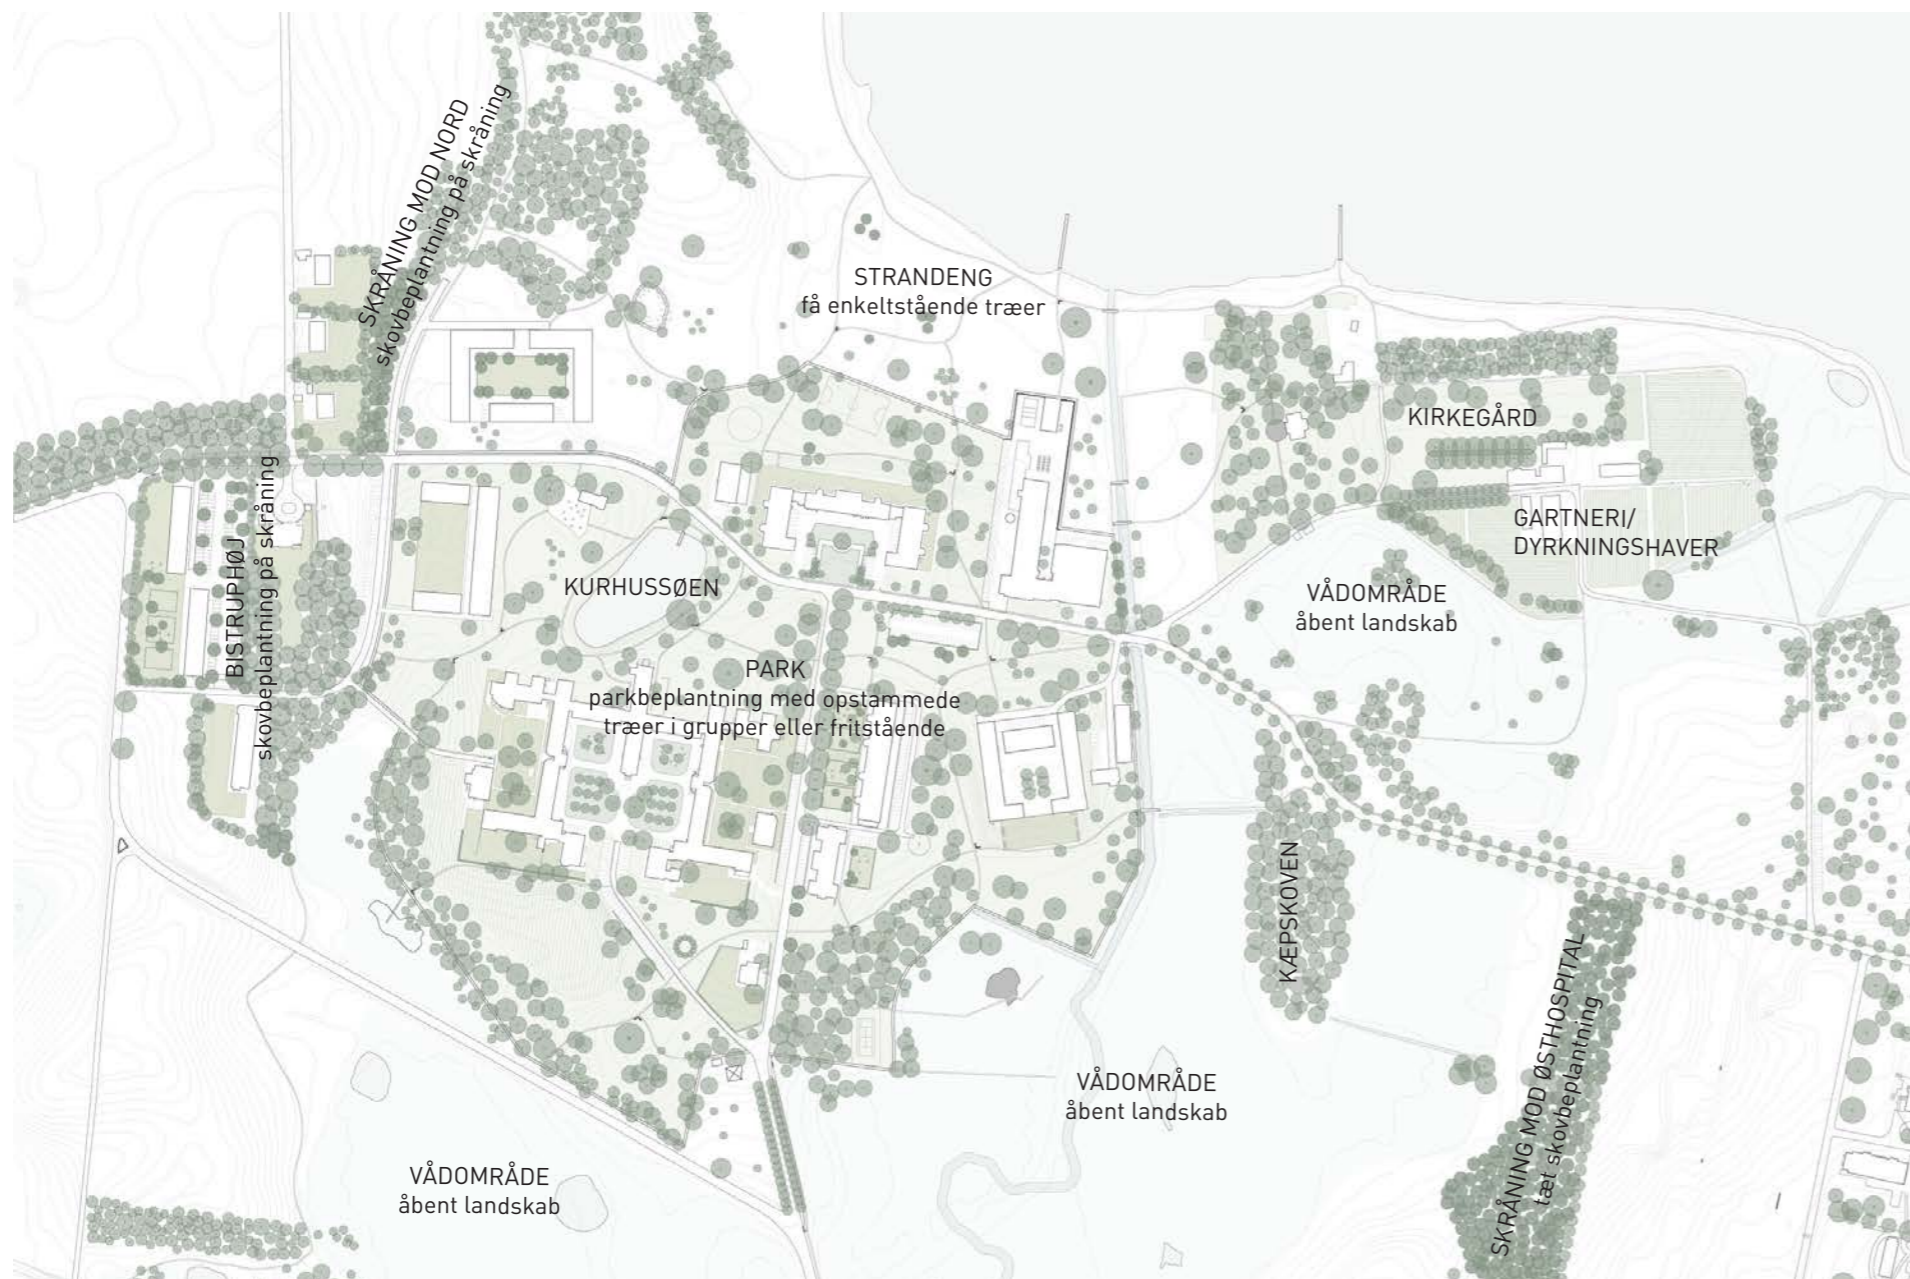 SKRÅNING MOD NORD
skovbeplantning på skråning
STRANDENG
få enkeltstående træer
KIRKEGÅRD
GARTNERI/
DYRKNINGSHAVER
BISTRUPHØJ
skovbeplantning på skråning
KURHUSSØEN
VÅDOMRÅDE
åbent landskab
PARK
parkbeplantning med opstammede
træer i grupper eller fritstående
KÆPSKOVEN
SKRÅNING MOD ØSTHOSPITAL
tæt skovbeplantning
VÅDOMRÅDE
åbent landskab
VÅDOMRÅDE
åbent landskab